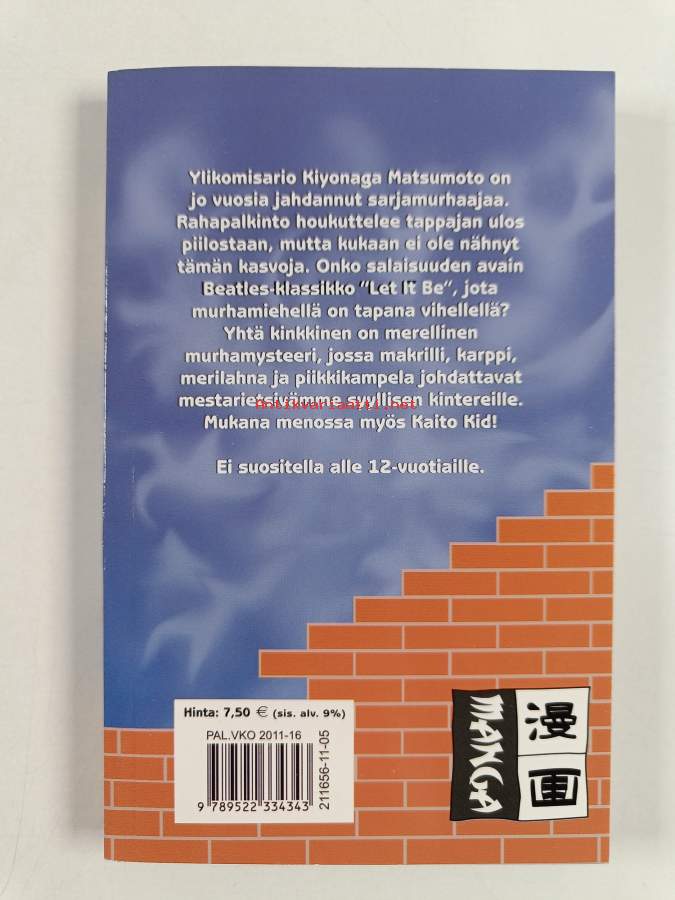 Ylikomisario Kiyonaga Matsumoto on
jo vuosia jahdannut sarjamurhaajaa.
Rahapalkinto houkuttelee tappajan ulos
piilostaan, mutta kukaan ei ole nähnyt
tämän kasvoja. Onko salaisuuden avain
Beatles-klassikko "Let It Be", jota
murhamiehellä on tapana vihellellä?
Yhtä kinkkinen on merellinen
murhamysteeri, jossa makrilli, karppi,
merilahna ja piikkikampela johdattavat
mestarietsivämme syyllisen kintereille.
Antikvariaatti.net
Mukana menossa myös Kaito Kid!
Ei suositella alle 12-vuotiaille.
Hinta: 7,50 € (sis. alv. 9%)
PAL.VKO 2011-16
211656-11-05
9 789522 334343
MANGA
漫画